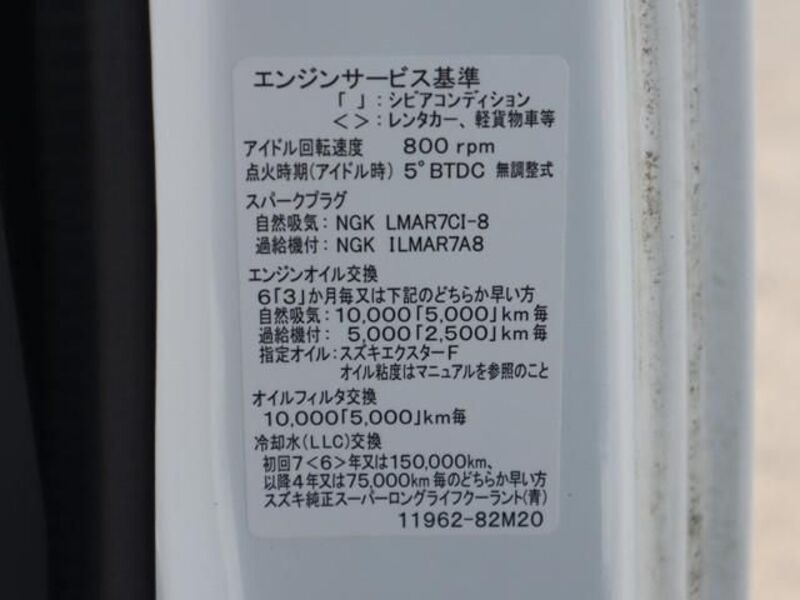 エンジンサービス基準
「 」：シビアコンディション
< >：レンタカー、軽貨物車等
アイドル回転速度 800 rpm
点火時期(アイドル時) 5°BTDC 無調整式
スパークプラグ
自然吸気：NGK LMAR7CI-8
過給機付：NGK ILMAR7A8
エンジンオイル交換
6「3」か月毎又は下記のどちらか早い方
自然吸気：10,000「5,000」km毎
過給機付： 5,000「2,500」km毎
指定オイル：スズキエクスターF
オイル粘度はマニュアルを参照のこと
オイルフィルタ交換
10,000「5,000」km毎
冷却水(LLC)交換
初回7<6>年又は150,000km、
以降4年又は75,000km毎のどちらか早い方
スズキ純正スーパーロングライフクーラント(青)
11962-82M20